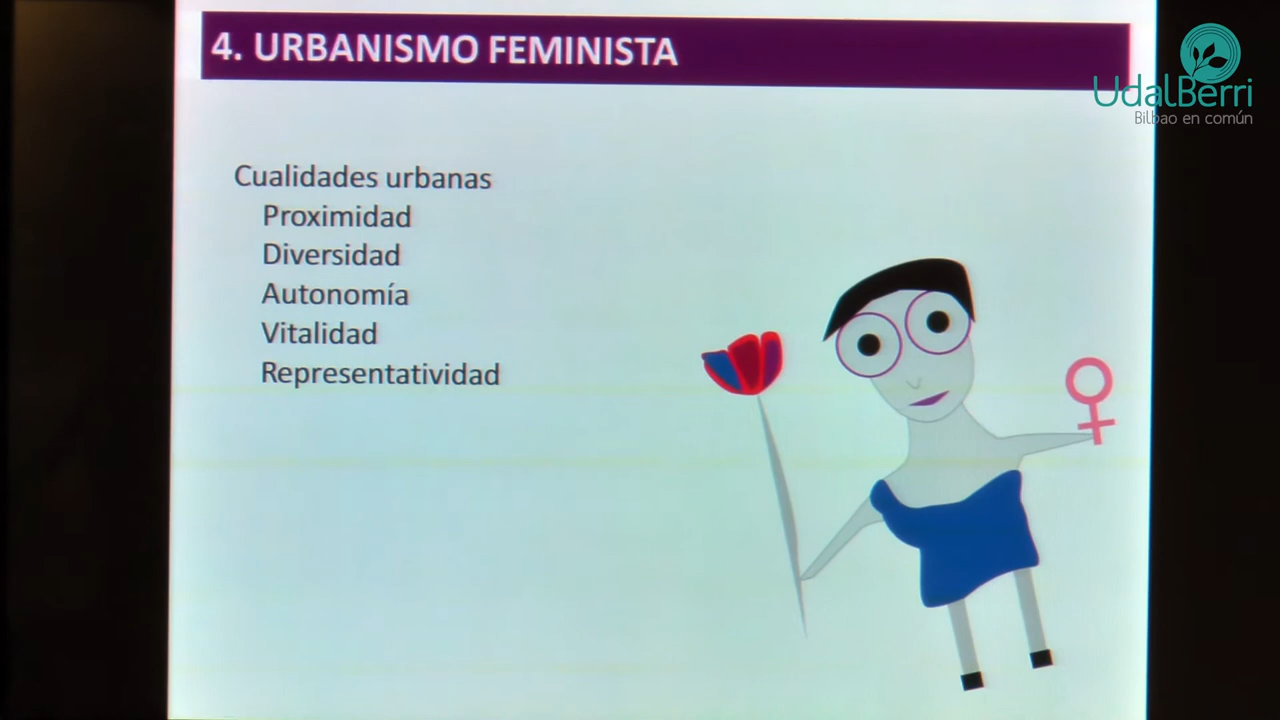 4. URBANISMO FEMINISTA
UdalBerri
Bilbao en común
Cualidades urbanas
Proximidad
Diversidad
Autonomía
Vitalidad
Representatividad